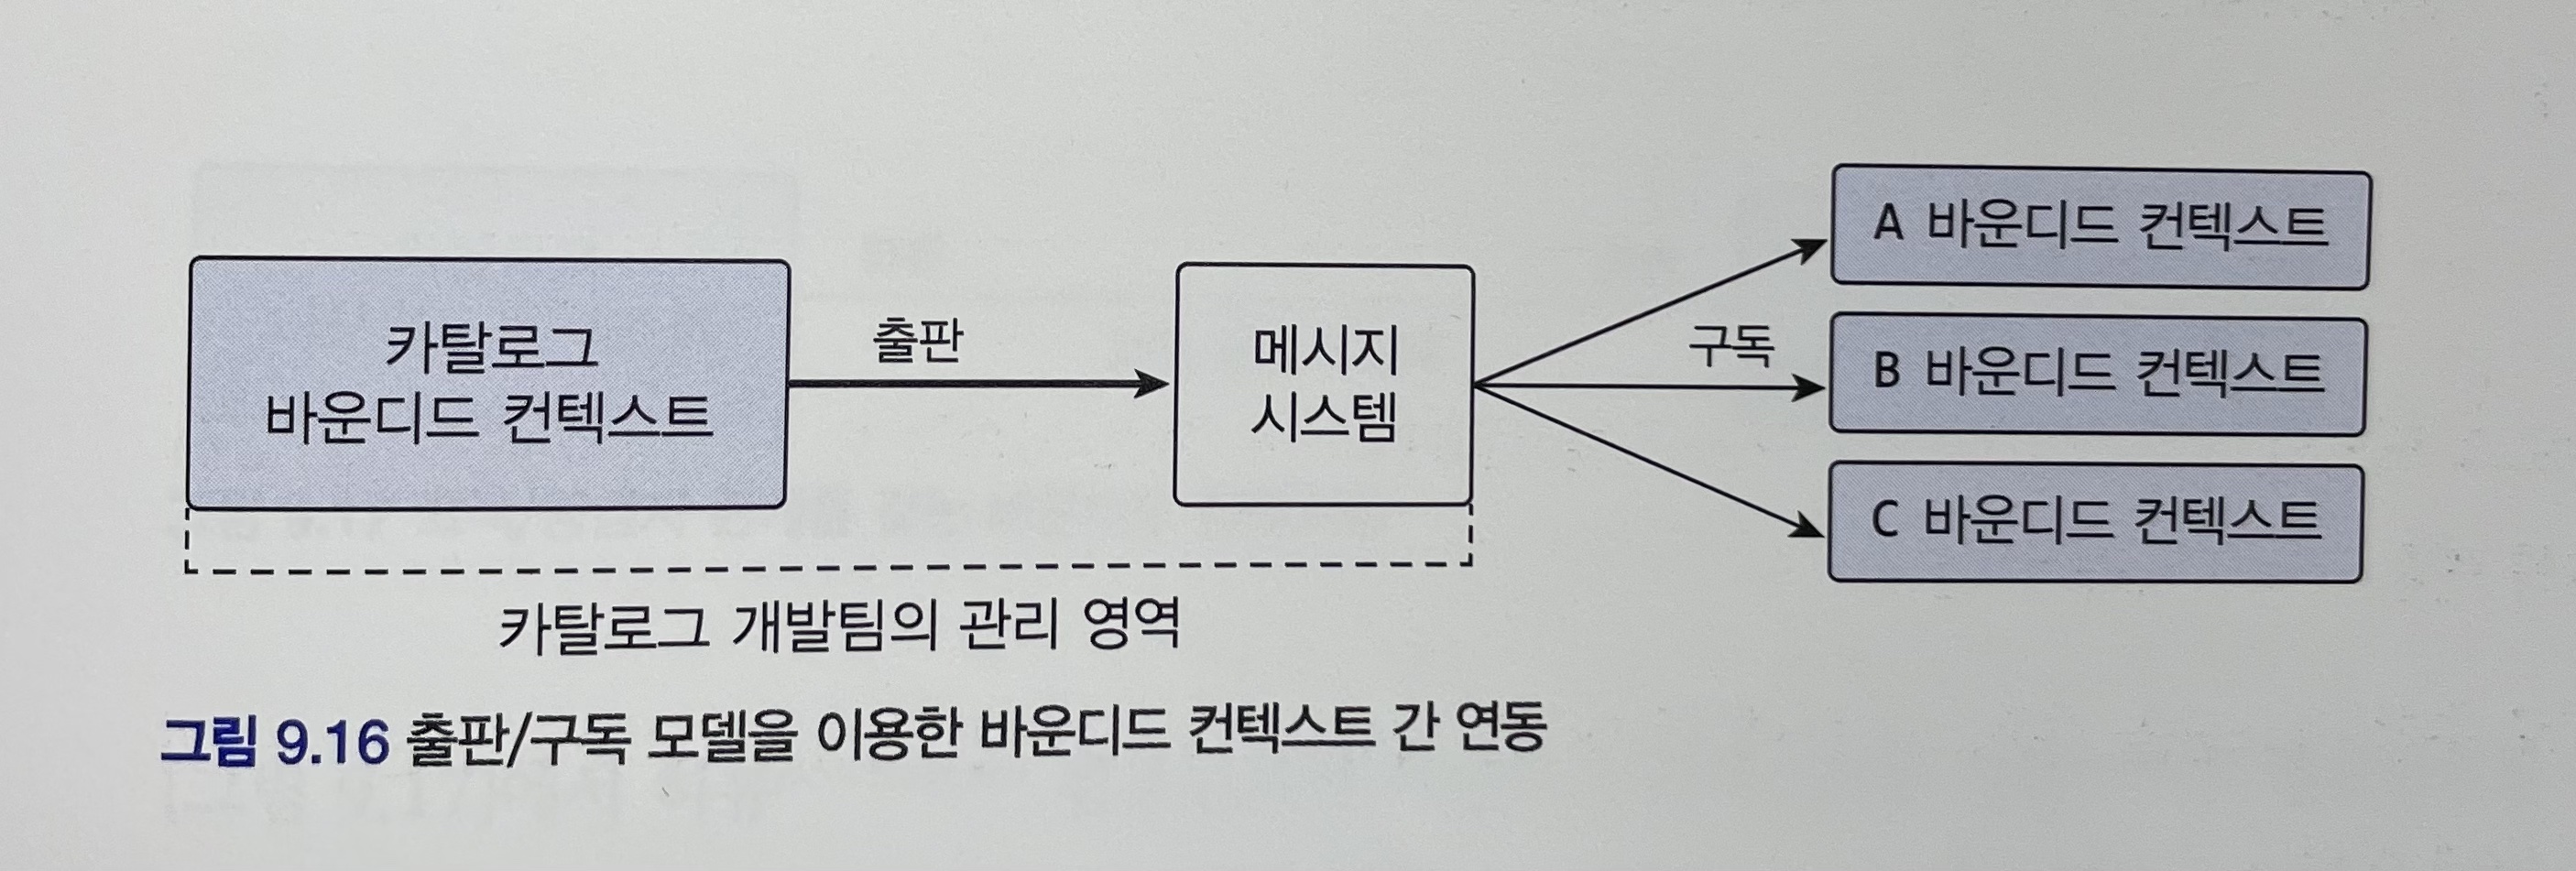 카탈로그
바운디드 컨텍스트
출판
메시지
시스템
구독
A 바운디드 컨텍스트
B 바운디드 컨텍스트
C 바운디드 컨텍스트
카탈로그 개발팀의 관리 영역
그림 9.16 출판/구독 모델을 이용한 바운디드 컨텍스트 간 연동